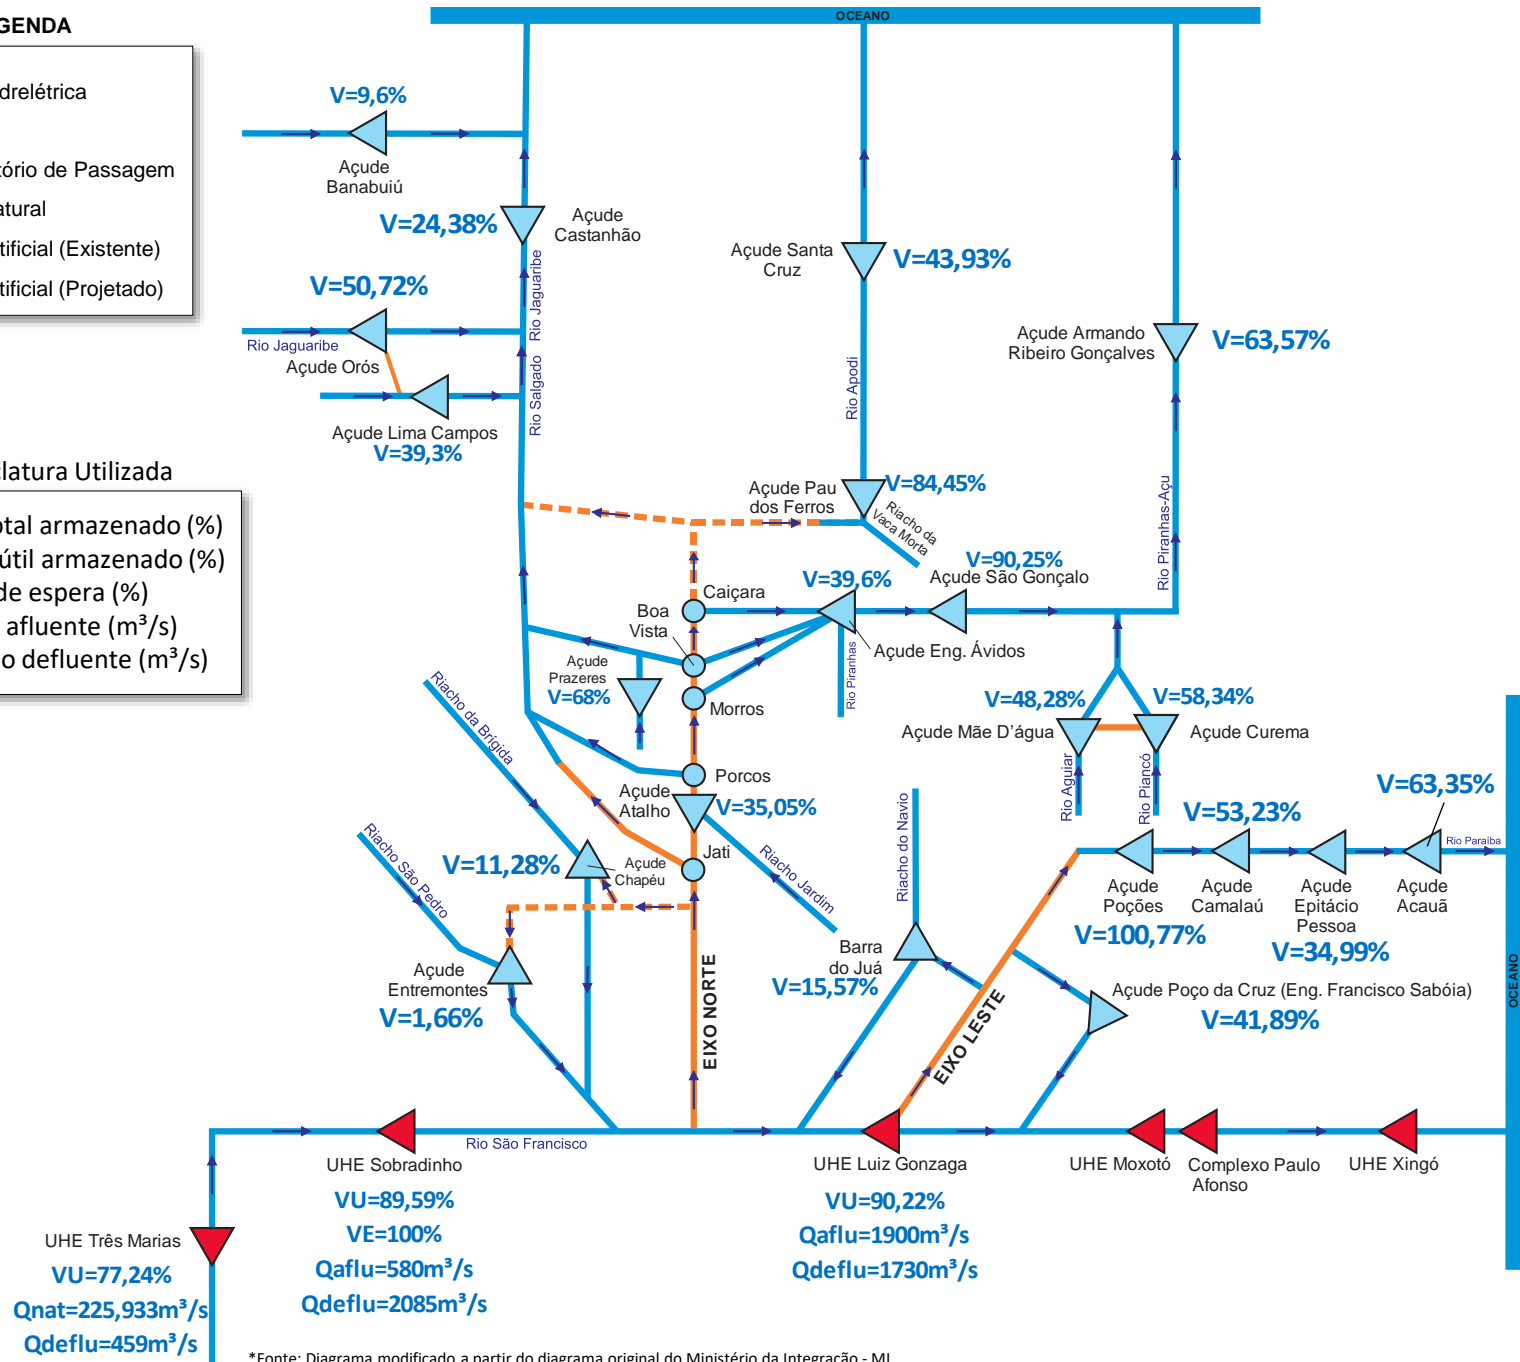 GENDA
drelétrica
tório de Passagem
atural
tificial (Existente)
tificial (Projetado)
clatura Utilizada
otal armazenado (%)
útil armazenado (%)
de espera (%)
afluente (m³/s)
o defluente (m³/s)
OCEANO
V=9,6%
Açude
Banabuiú
V=24,38%
Açude
Castanhão
V=50,72%
Rio Jaguaribe
Rio Jaguaribe
Açude Orós
Rio Salgado
Açude Lima Campos
V=39,3%
Açude Santa
Cruz
V=43,93%
Rio Apodi
Açude Armando
Ribeiro Gonçalves
V=63,57%
Rio Piranhas-Açu
Açude Pau
dos Ferros
V=84,45%
Riacho da
Vaca Morta
V=90,25%
Açude São Gonçalo
V=39,6%
Açude Eng. Ávidos
Rio Piranhas
Caiçara
Boa
Vista
Morros
Açude
Prazeres
V=68%
Porcos
Açude
Atalho
V=35,05%
Jati
Riacho Jardim
Riacho da Brígida
Riacho São Pedro
V=11,28%
Açude
Chapéu
Açude
Entremontes
V=1,66%
EIXO NORTE
V=48,28%
V=58,34%
Açude Mãe D'água
Açude Curema
Rio Aguiar
Rio Piancó
V=63,35%
V=53,23%
Rio Paraíba
Açude
Poções
V=100,77%
Açude
Camalaú
Açude
Epitácio
Pessoa
V=34,99%
Açude
Acauã
Riacho do Navio
Barra
do Juá
V=15,57%
EIXO LESTE
Açude Poço da Cruz (Eng. Francisco Sabóia)
V=41,89%
OCEANO
Rio São Francisco
UHE Sobradinho
VU=89,59%
VE=100%
Qaflu=580m³/s
Qdeflu=2085m³/s
UHE Luiz Gonzaga
VU=90,22%
Qaflu=1900m³/s
Qdeflu=1730m³/s
UHE Moxotó
Complexo Paulo
Afonso
UHE Xingó
UHE Três Marias
VU=77,24%
Qnat=225,933m³/s
Qdeflu=459m³/s
*Fonte: Diagrama modificado a partir do diagrama original do Ministério da Integração - MI